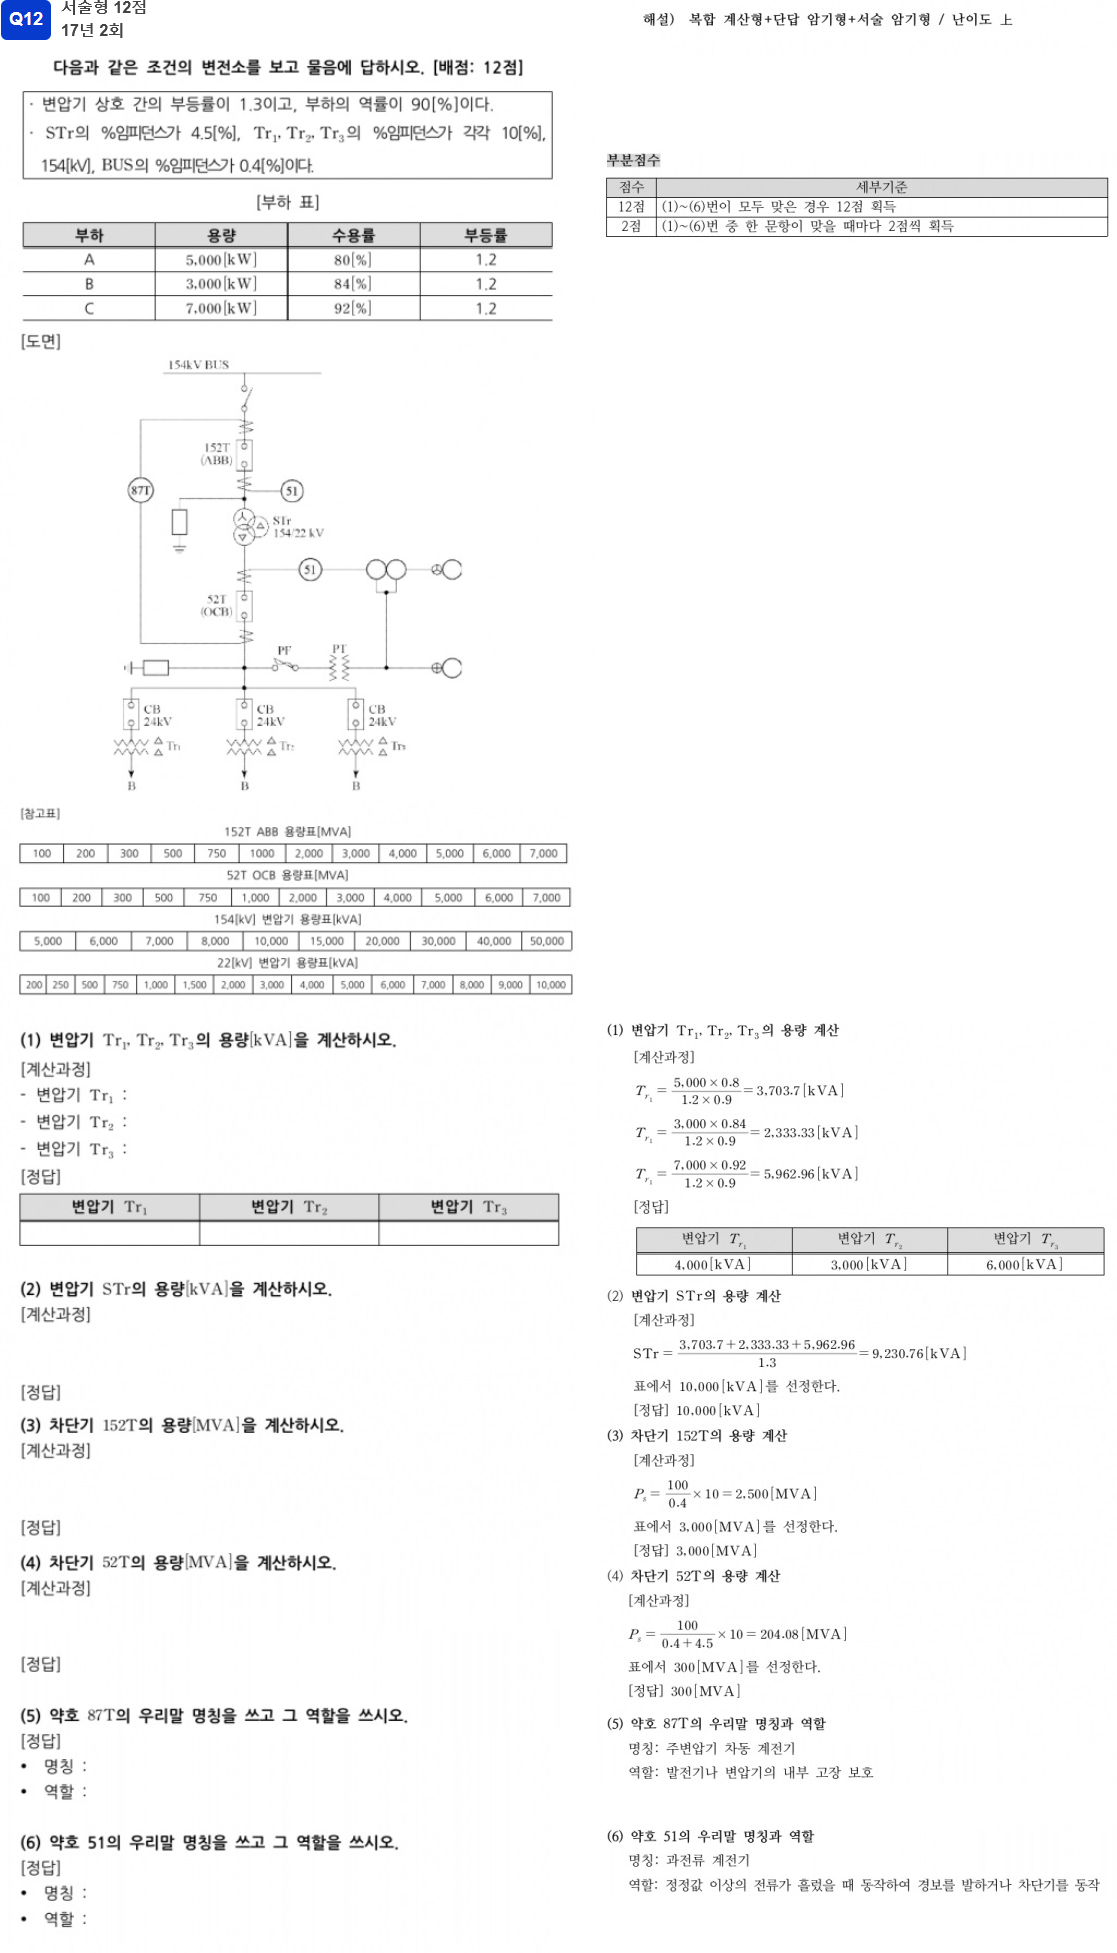 Q12
서술형 12점
17년 2회
다음과 같은 조건의 변전소를 보고 물음에 답하시오. [배점: 12점]
· 변압기 상호 간의 부등률이 1.3이고, 부하의 역률이 90[%]이다.
· STr의 %임피던스가 4.5[%], Tr₁, Tr₂, Tr₃의 %임피던스가 각각 10[%],
154[kV], BUS의 %임피던스가 0.4[%]이다.
[부하 표]
부하 용량 수용률 부등률
A 5,000[kW] 80[%] 1.2
B 3,000[kW] 84[%] 1.2
C 7,000[kW] 92[%] 1.2
[도면]
154kV BUS
152T
(ABB)
87T
51
STr
154/22 kV
51
52T
(OCB)
PF PT
CB CB CB
24kV 24kV 24kV
Tr₁ Tr₂ Tr₃
B B B
[참고표]
152T ABB 용량표[MVA]
100 200 300 500 750 1000 2,000 3,000 4,000 5,000 6,000 7,000
52T OCB 용량표[MVA]
100 200 300 500 750 1,000 2,000 3,000 4,000 5,000 6,000 7,000
154[kV] 변압기 용량표[kVA]
5,000 6,000 7,000 8,000 10,000 15,000 20,000 30,000 40,000 50,000
22[kV] 변압기 용량표[kVA]
200 250 500 750 1,000 1,500 2,000 3,000 4,000 5,000 6,000 7,000 8,000 9,000 10,000
(1) 변압기 Tr₁, Tr₂, Tr₃의 용량[kVA]을 계산하시오.
[계산과정]
- 변압기 Tr₁ :
- 변압기 Tr₂ :
- 변압기 Tr₃ :
[정답]
변압기 Tr₁ 변압기 Tr₂ 변압기 Tr₃
(2) 변압기 STr의 용량[kVA]을 계산하시오.
[계산과정]
[정답]
(3) 차단기 152T의 용량[MVA]을 계산하시오.
[계산과정]
[정답]
(4) 차단기 52T의 용량[MVA]을 계산하시오.
[계산과정]
[정답]
(5) 약호 87T의 우리말 명칭을 쓰고 그 역할을 쓰시오.
[정답]
• 명칭 :
• 역할 :
(6) 약호 51의 우리말 명칭을 쓰고 그 역할을 쓰시오.
[정답]
• 명칭 :
• 역할 :
해설) 복합 계산형+단답 암기형+서술 암기형 / 난이도 上
부분점수
점수 세부기준
12점 (1)~(6)번이 모두 맞은 경우 12점 획득
2점 (1)~(6)번 중 한 문항이 맞을 때마다 2점씩 획득
(1) 변압기 Tr₁, Tr₂, Tr₃의 용량 계산
[계산과정]
T_r₁ = 5,000×0.8 / 1.2×0.9 = 3,703.7[kVA]
T_r₁ = 3,000×0.84 / 1.2×0.9 = 2,333.33[kVA]
T_r₁ = 7,000×0.92 / 1.2×0.9 = 5,962.96[kVA]
[정답]
변압기 T_r₁ 변압기 T_r₂ 변압기 T_r₃
4,000[kVA] 3,000[kVA] 6,000[kVA]
(2) 변압기 STr의 용량 계산
[계산과정]
STr = 3,703.7+2,333.33+5,962.96 / 1.3 = 9,230.76[kVA]
표에서 10,000[kVA]를 선정한다.
[정답] 10,000[kVA]
(3) 차단기 152T의 용량 계산
[계산과정]
P_s = 100 / 0.4 ×10 = 2,500[MVA]
표에서 3,000[MVA]를 선정한다.
[정답] 3,000[MVA]
(4) 차단기 52T의 용량 계산
[계산과정]
P_s = 100 / 0.4+4.5 ×10 = 204.08[MVA]
표에서 300[MVA]를 선정한다.
[정답] 300[MVA]
(5) 약호 87T의 우리말 명칭과 역할
명칭: 주변압기 차동 계전기
역할: 발전기나 변압기의 내부 고장 보호
(6) 약호 51의 우리말 명칭과 역할
명칭: 과전류 계전기
역할: 정정값 이상의 전류가 흘렀을 때 동작하여 경보를 발하거나 차단기를 동작